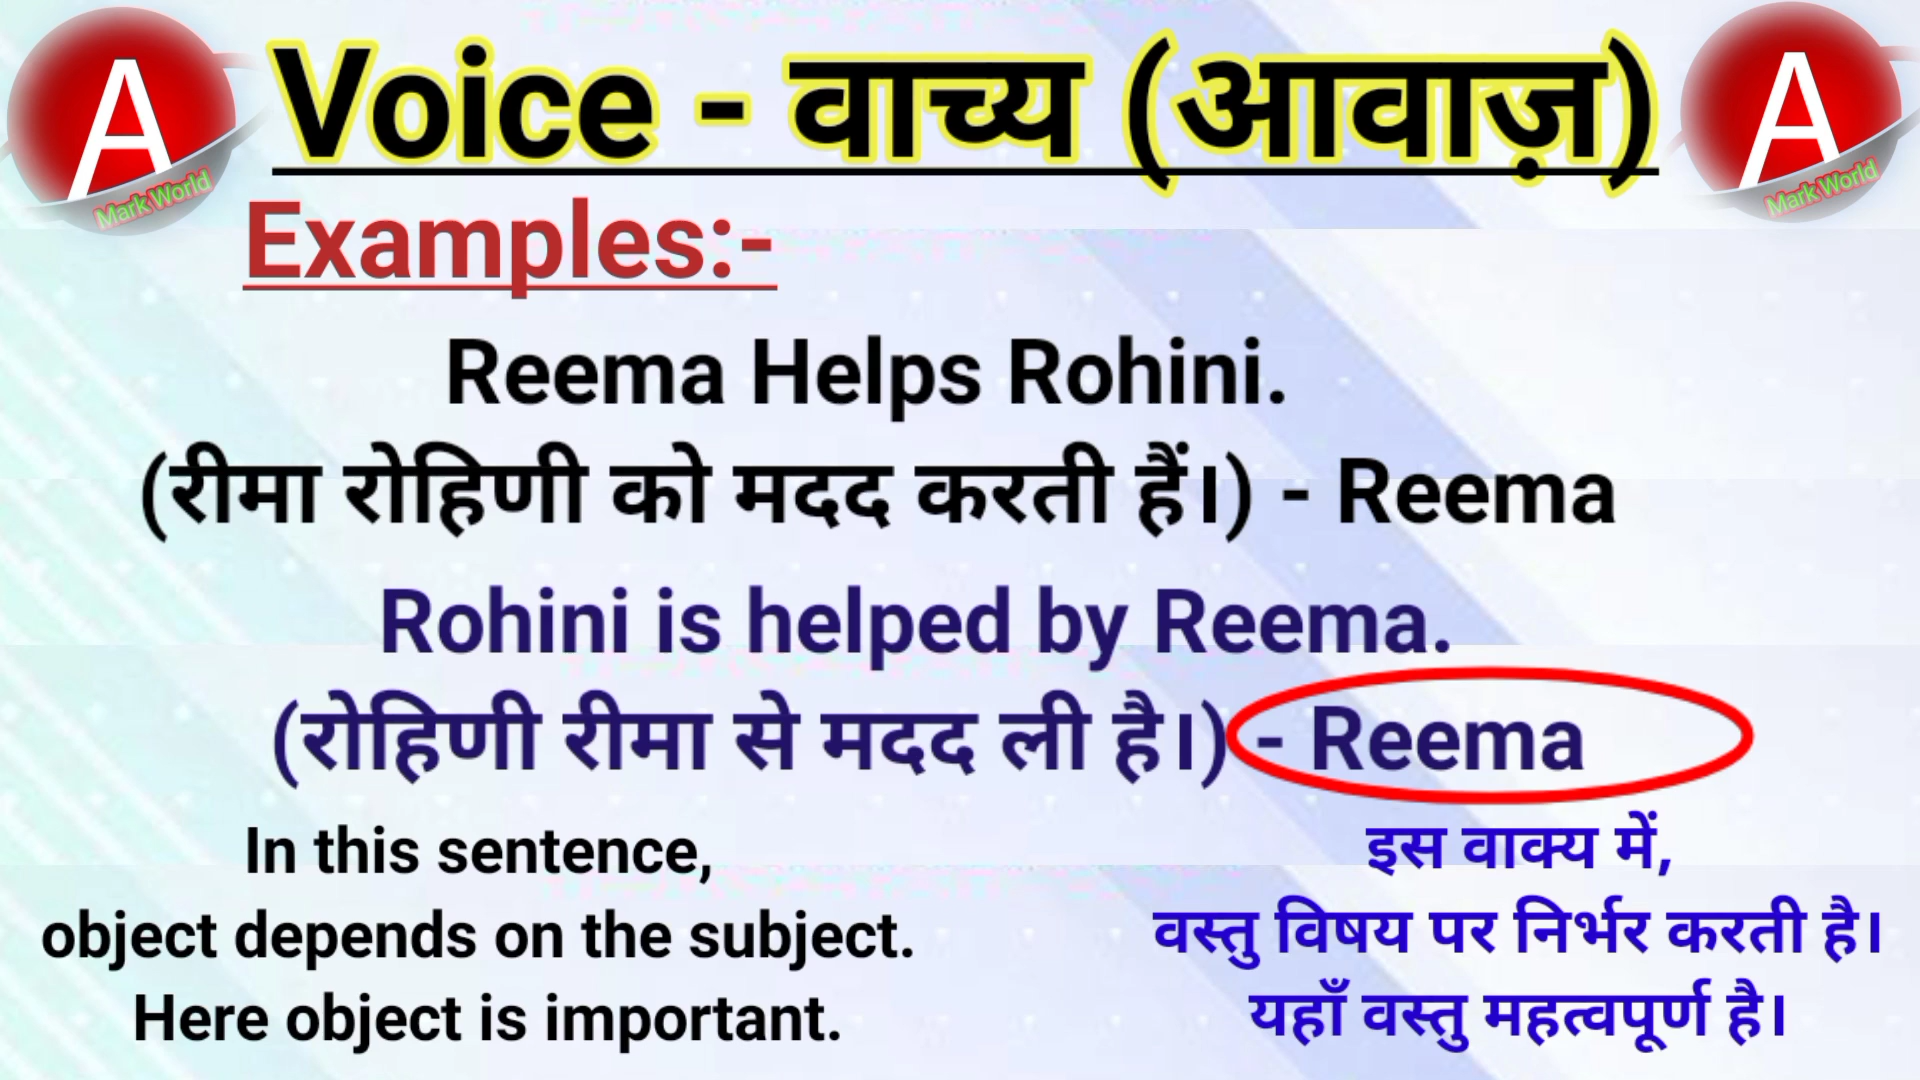 A Voice - वाच्य (आवाज़) A
Mark World Mark World
Examples:-
Reema Helps Rohini.
(रीमा रोहिणी को मदद करती हैं।) - Reema
Rohini is helped by Reema.
(रोहिणी रीमा से मदद ली है।) - Reema
In this sentence,
object depends on the subject.
Here object is important.
इस वाक्य में,
वस्तु विषय पर निर्भर करती है।
यहाँ वस्तु महत्वपूर्ण है।